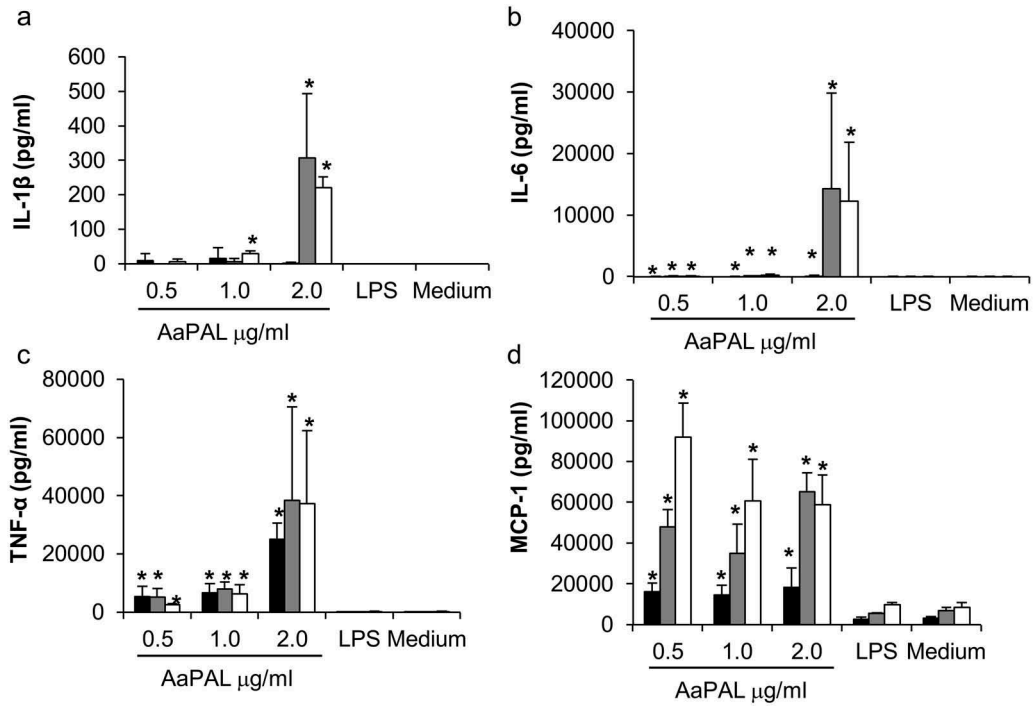 a
IL-1β (pg/ml)
600
500
400
300
200
100
0
*
*
*
0.5 1.0 2.0 LPS Medium
AaPAL μg/ml
b
IL-6 (pg/ml)
40000
30000
20000
10000
0
* * *
* * *
* * *
0.5 1.0 2.0 LPS Medium
AaPAL μg/ml
c
TNF-α (pg/ml)
80000
60000
40000
20000
0
* * *
* * *
* * *
0.5 1.0 2.0 LPS Medium
AaPAL μg/ml
d
MCP-1 (pg/ml)
120000
100000
80000
60000
40000
20000
0
* * *
* * *
* * *
0.5 1.0 2.0 LPS Medium
AaPAL μg/ml